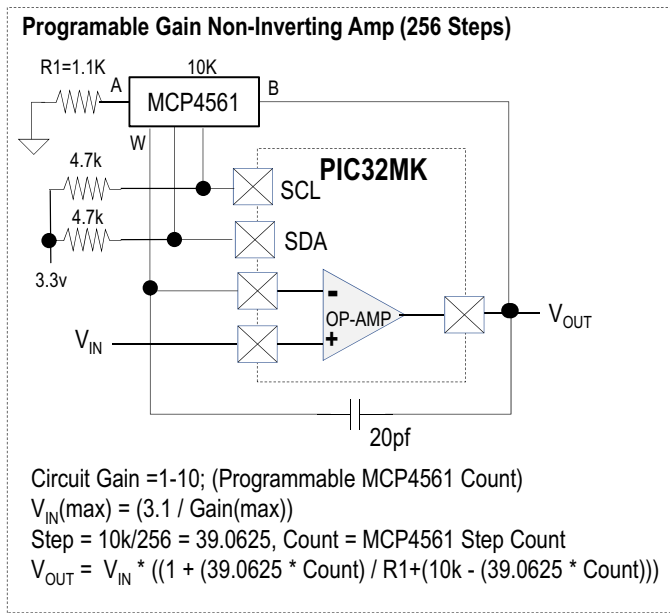 Programable Gain Non-Inverting Amp (256 Steps)
R1=1.1K
A
10K
B
MCP4561
W
4.7k
PIC32MK
SCL
4.7k
SDA
3.3v
-
OP-AMP
+
VOUT
VIN
20pf
Circuit Gain =1-10; (Programmable MCP4561 Count)
VIN(max) = (3.1 / Gain(max))
Step = 10k/256 = 39.0625, Count = MCP4561 Step Count
VOUT = VIN * ((1 + (39.0625 * Count) / R1+(10k - (39.0625 * Count)))